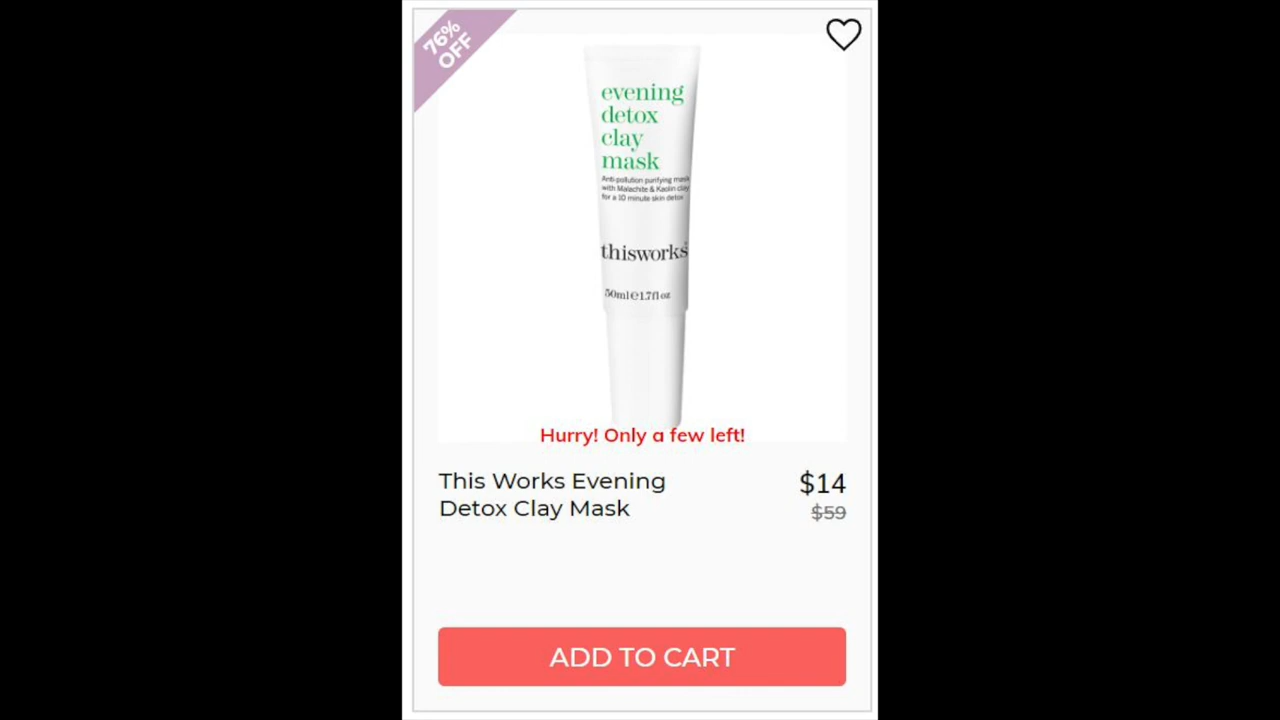 76%
OFF
evening
detox
clay
mask
Anti-pollution purifying mask
with Malachite & Kaolin clay
for a 10 minute skin detox
thisworks
50ml℮1.7fl oz
Hurry! Only a few left!
This Works Evening
Detox Clay Mask
$14
$59
ADD TO CART